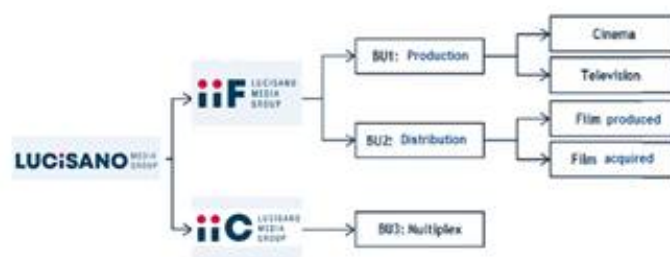 Cinema
LUCISANO
MEDIA
GROUP
iiF
BU1: Production
Television
Film produced
LUCISANO MEDIA
GROUP
BU2: Distribution
Film acquired
LUCISANO
MEDIA
GROUP
iiC
BU3: Multiplex